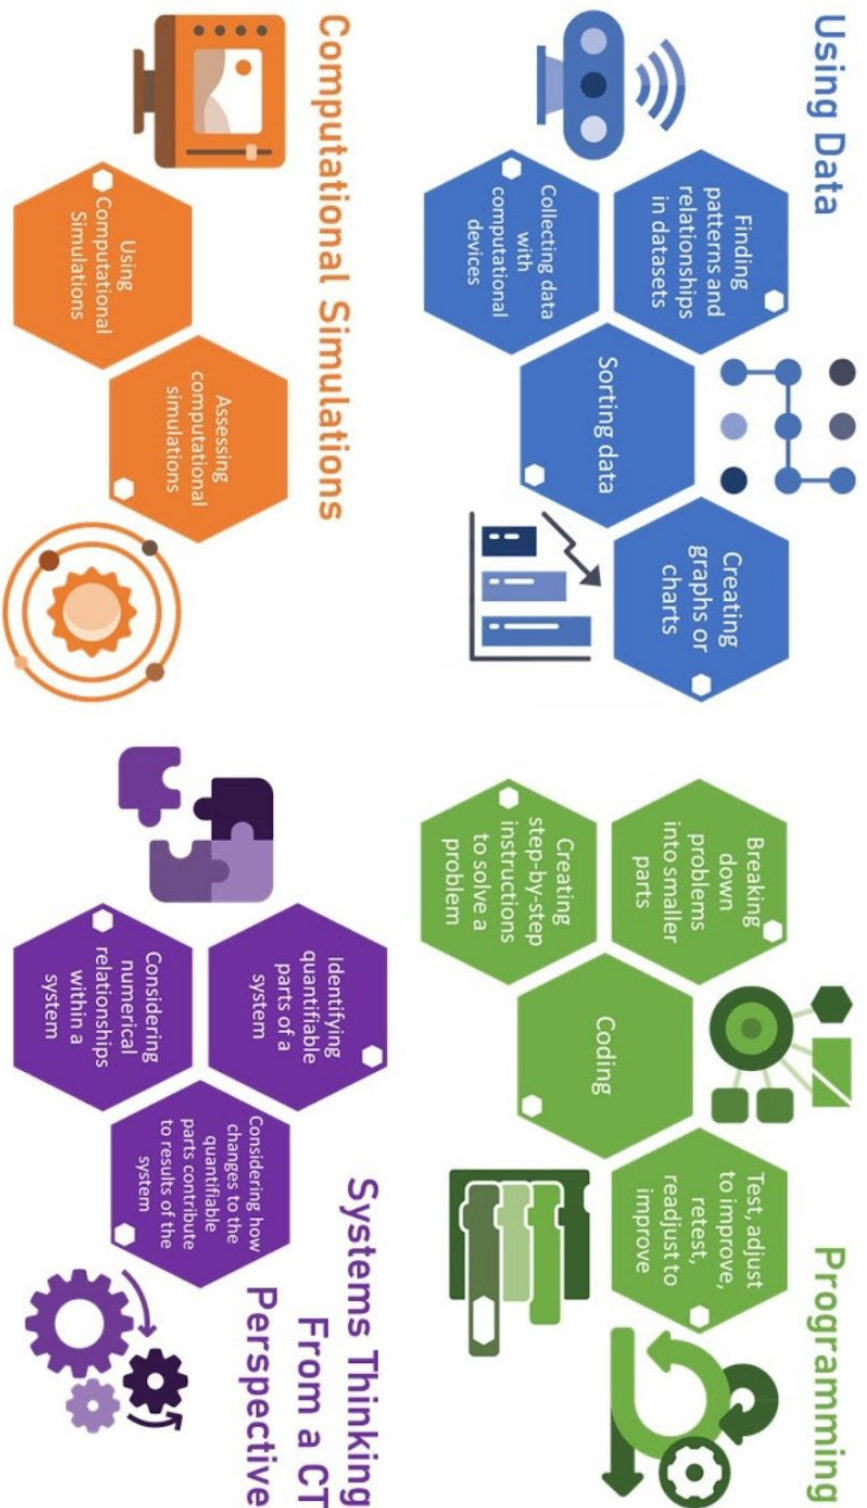 Using Data
Finding
patterns and
relationships
in datasets
Collecting data
with
computational
devices
Sorting data
Creating
graphs or
charts
Programming
Breaking
down
problems
into smaller
parts
Creating
step-by-step
instructions
to solve a
problem
Coding
Test, adjust
to improve,
retest,
readjust to
improve
Computational Simulations
Using
Computational
Simulations
Assessing
computational
simulations
Systems Thinking
From a CT
Perspective
Identifying
quantifiable
parts of a
system
Considering
numerical
relationships
within a
system
Considering how
changes to the
quantifiable
parts contribute
to results of the
system